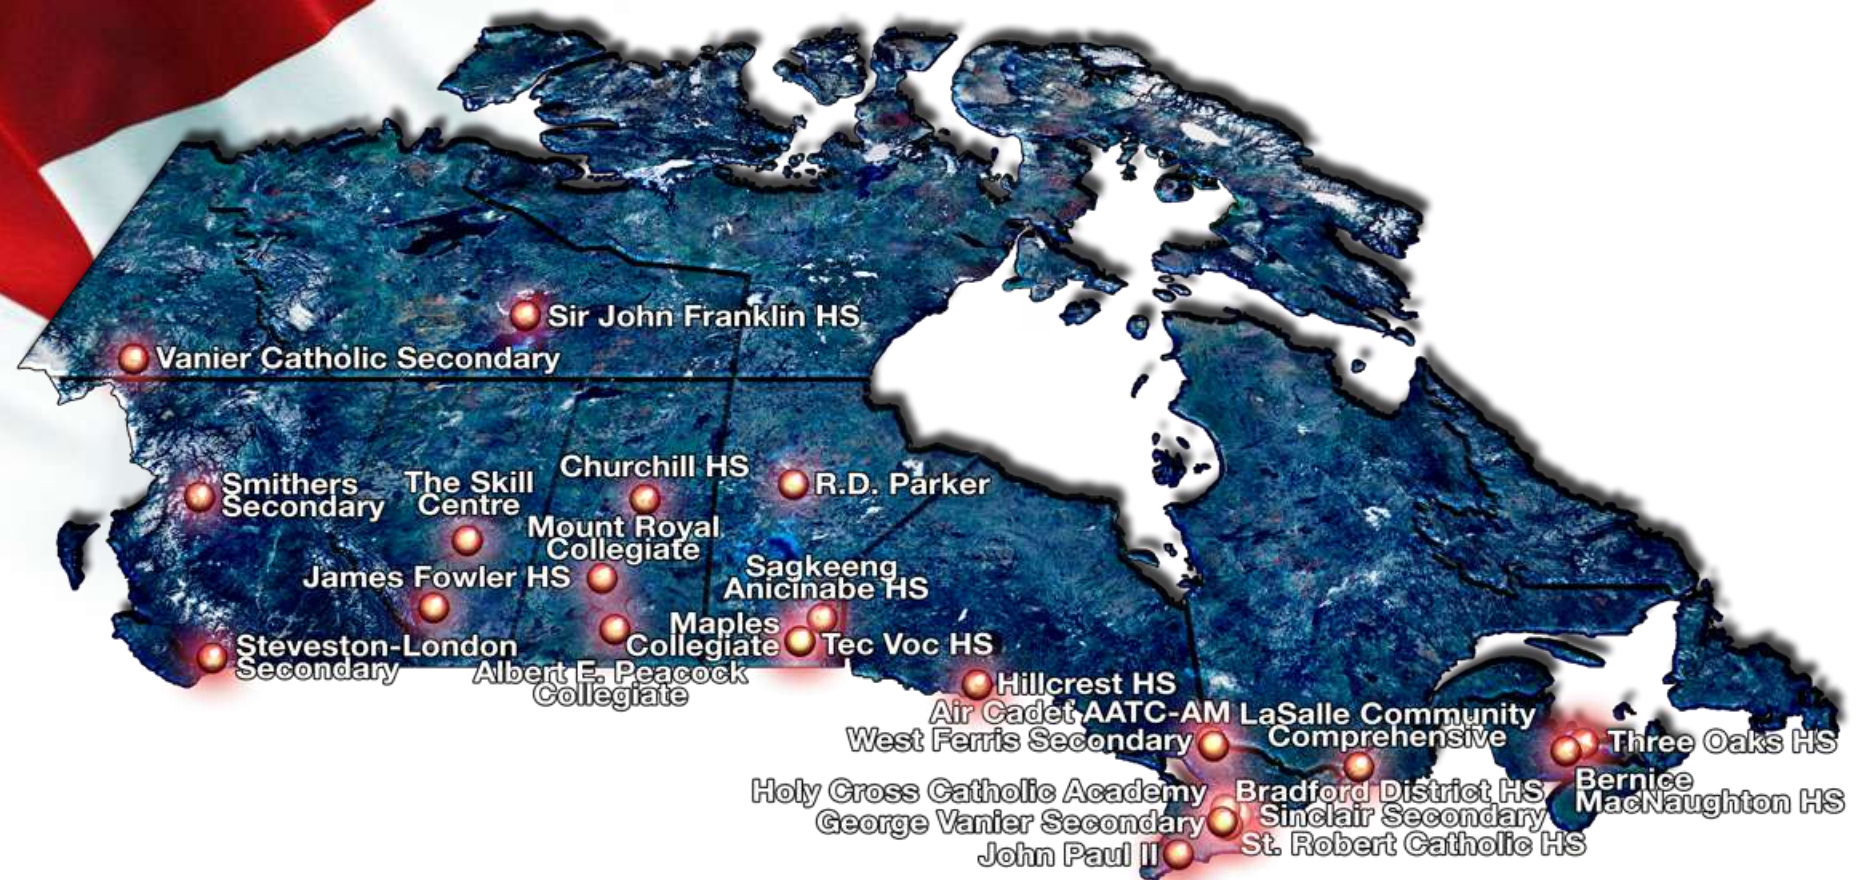 Sir John Franklin HS
Vanier Catholic Secondary
Churchill HS
Smithers
Secondary
The Skill
Centre
R.D. Parker
Mount Royal
Collegiate
James Fowler HS
Sagkeeng
Anicinabe HS
Maples
Collegiate
Tec Voc HS
Steveston-London
Secondary
Albert E. Peacock
Collegiate
Hillcrest HS
Air Cadet AATC-AM
West Ferris Secondary
LaSalle Community
Comprehensive
Three Oaks HS
Bernice
MacNaughton HS
Holy Cross Catholic Academy
George Vanier Secondary
John Paul II
Bradford District HS
Sinclair Secondary
St. Robert Catholic HS